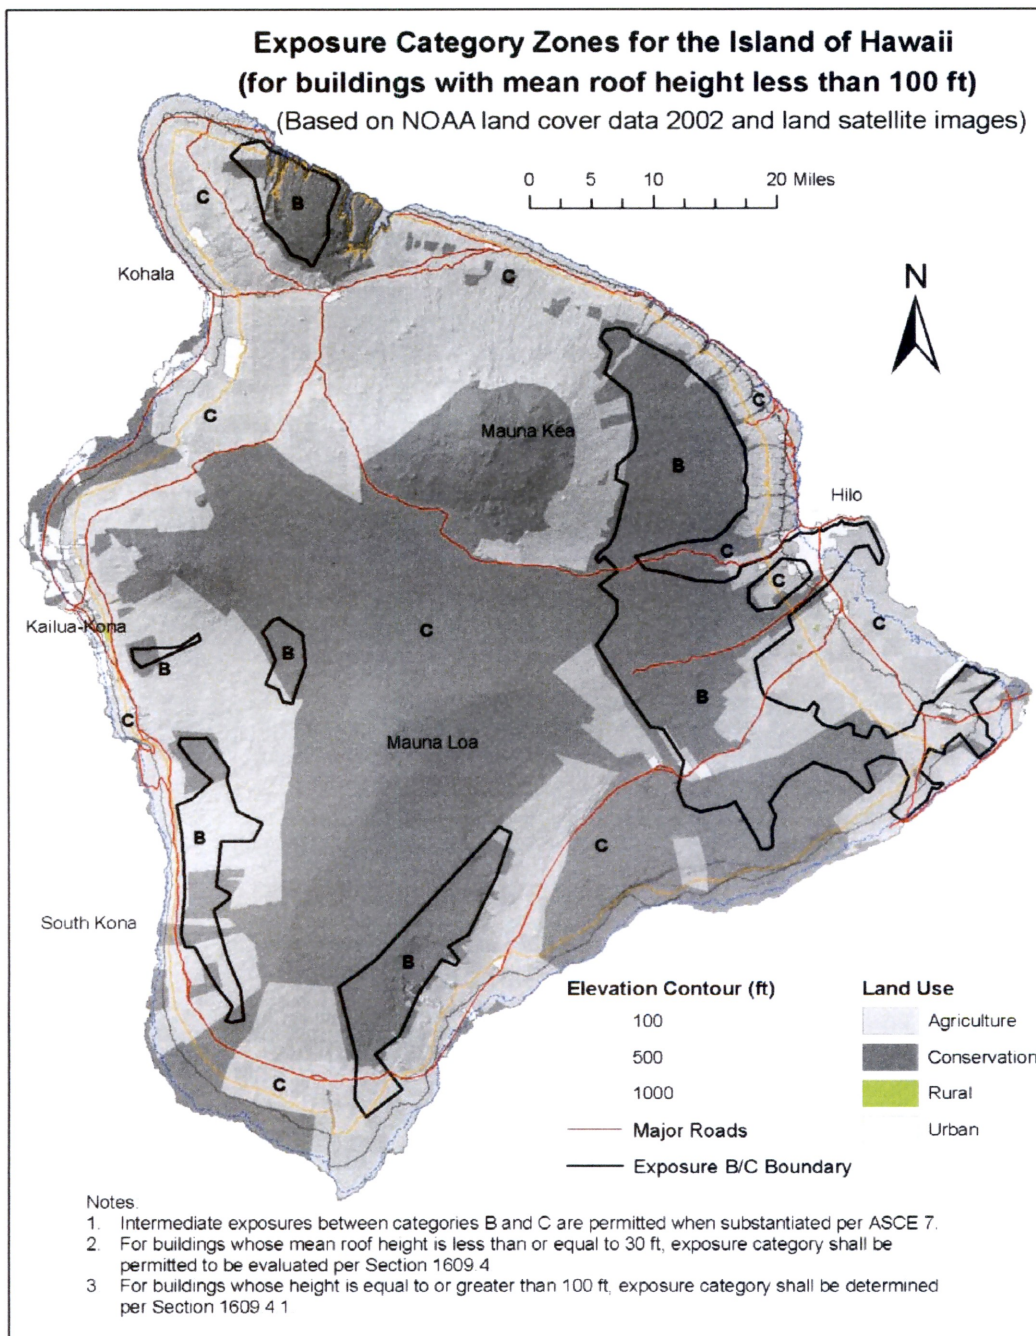 Exposure Category Zones for the Island of Hawaii
(for buildings with mean roof height less than 100 ft)
(Based on NOAA land cover data 2002 and land satellite images)
0 5 10 20 Miles
C
B
N
Kohala
C
C
C
Mauna Kea
B
Hilo
C
C
C
Kailua-Kona
C
B
B
B
C
Mauna Loa
B
C
South Kona
B
C
Elevation Contour (ft)
100
500
1000
Major Roads
Exposure B/C Boundary
Land Use
Agriculture
Conservation
Rural
Urban
Notes.
1. Intermediate exposures between categories B and C are permitted when substantiated per ASCE 7.
2. For buildings whose mean roof height is less than or equal to 30 ft, exposure category shall be
permitted to be evaluated per Section 1609 4
3 For buildings whose height is equal to or greater than 100 ft, exposure category shall be determined
per Section 1609 4 1